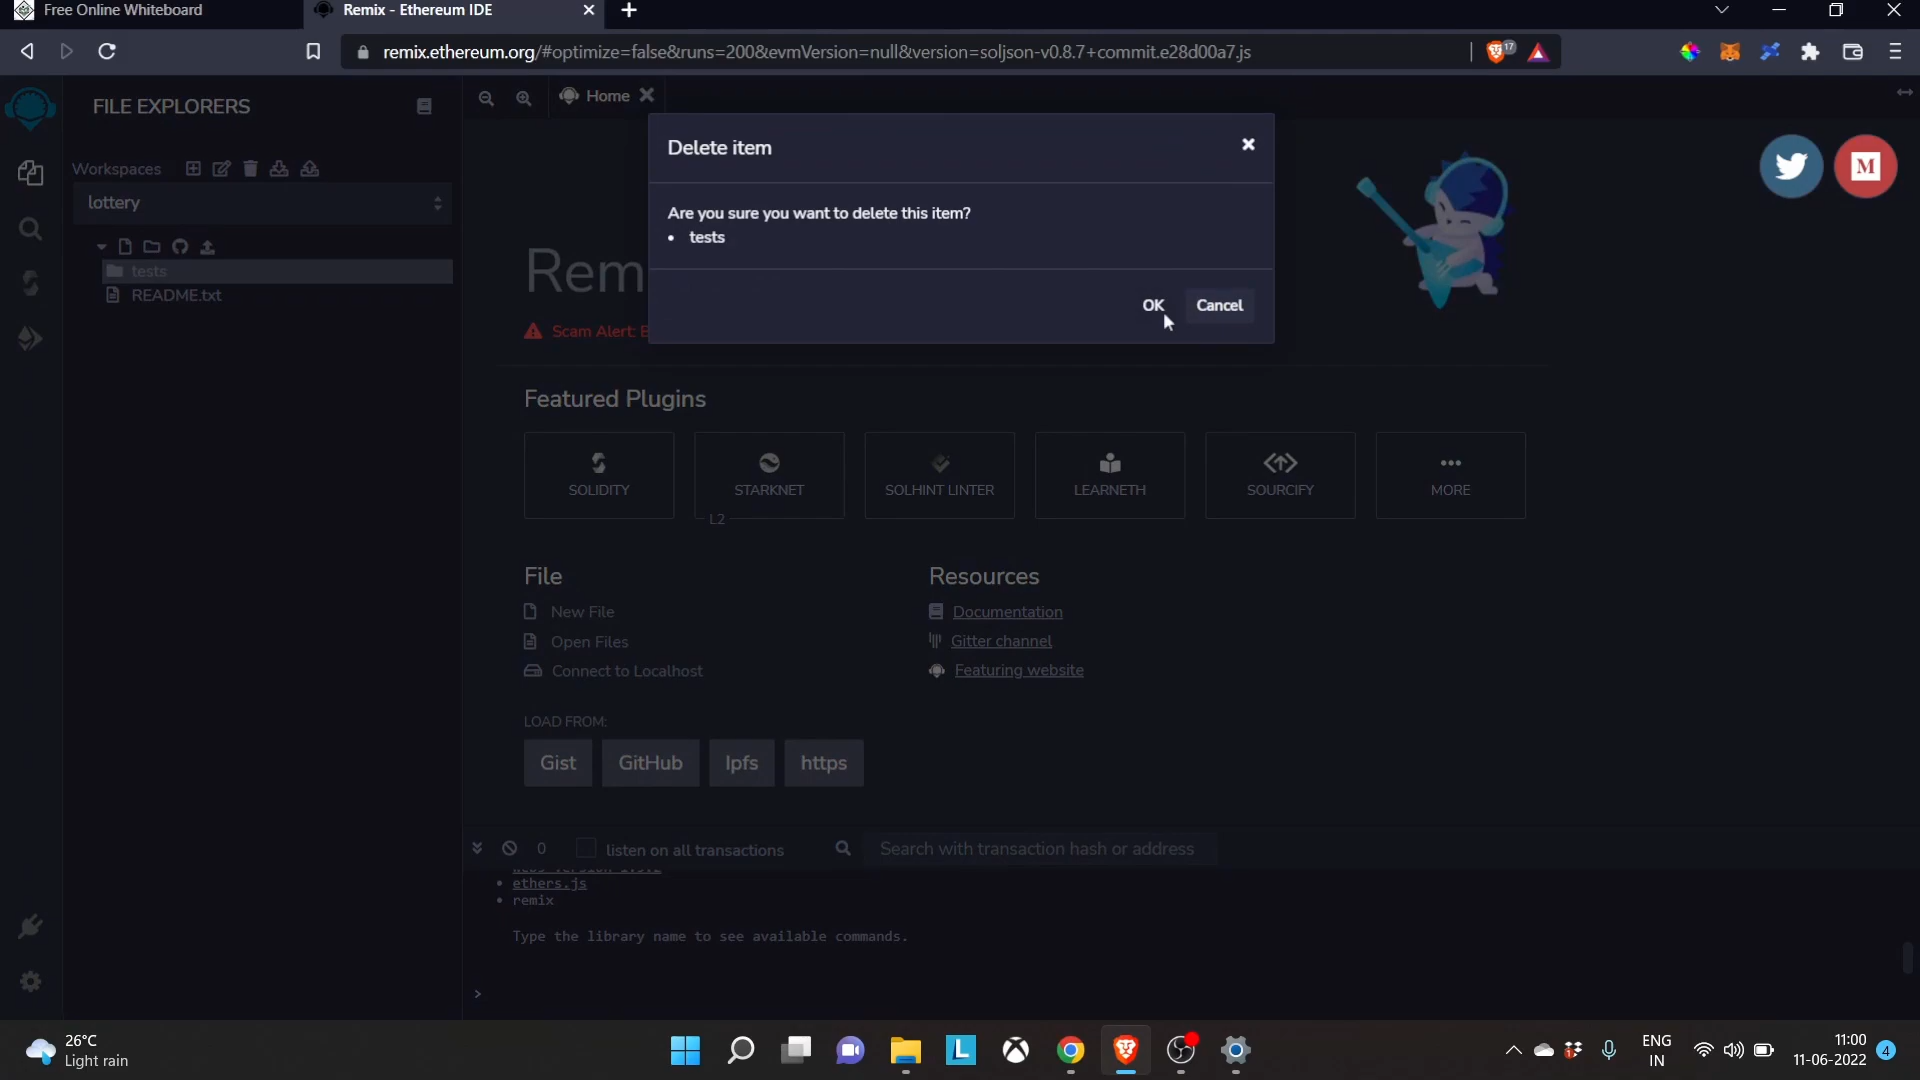 Free Online Whiteboard
Remix - Ethereum IDE
remix.ethereum.org/#optimize=false&runs=200&evmVersion=null&version=soljson-v0.8.7+commit.e28d00a7.js
17
FILE EXPLORERS
Home
Workspaces
lottery
tests
README.txt
Delete item
Are you sure you want to delete this item?
• tests
OK
Cancel
M
Rem
Scam Alert: B
Featured Plugins
SOLIDITY
STARKNET
L2
SOLHINT LINTER
LEARNETH
SOURCIFY
MORE
File
New File
Open Files
Connect to Localhost
Resources
Documentation
Gitter channel
Featuring website
LOAD FROM:
Gist
GitHub
Ipfs
https
0
listen on all transactions
Search with transaction hash or address
• ethers.js
• remix
Type the library name to see available commands.
>
26°C
Light rain
L
ENG
IN
11:00
11-06-2022
4